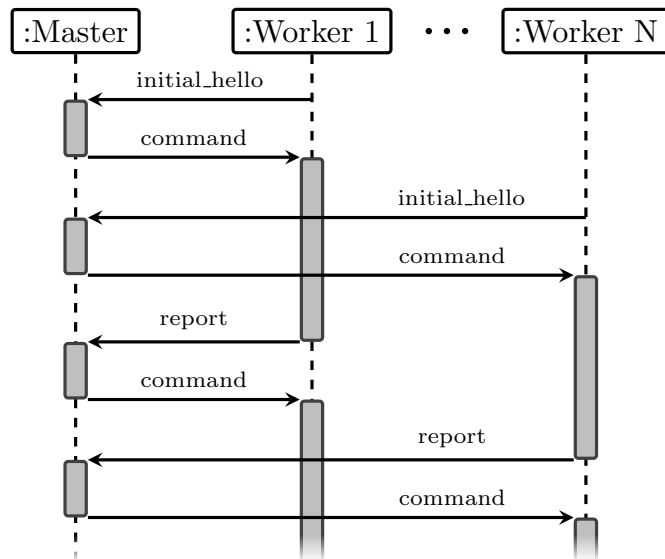 :Master
:Worker 1
• • •
:Worker N
initial_hello
command
initial_hello
command
report
command
report
command